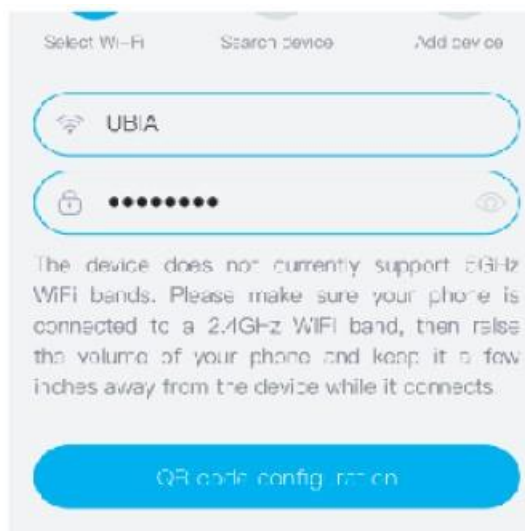 Select Wi-Fi
Search device
Add device
UBIA
••••••••
The device does not currently support 5GHz
WiFi bands. Please make sure your phone is
connected to a 2.4GHz WIFI band, then raise
the volume of your phone and keep it a few
inches away from the device while it connects
QR code configuration